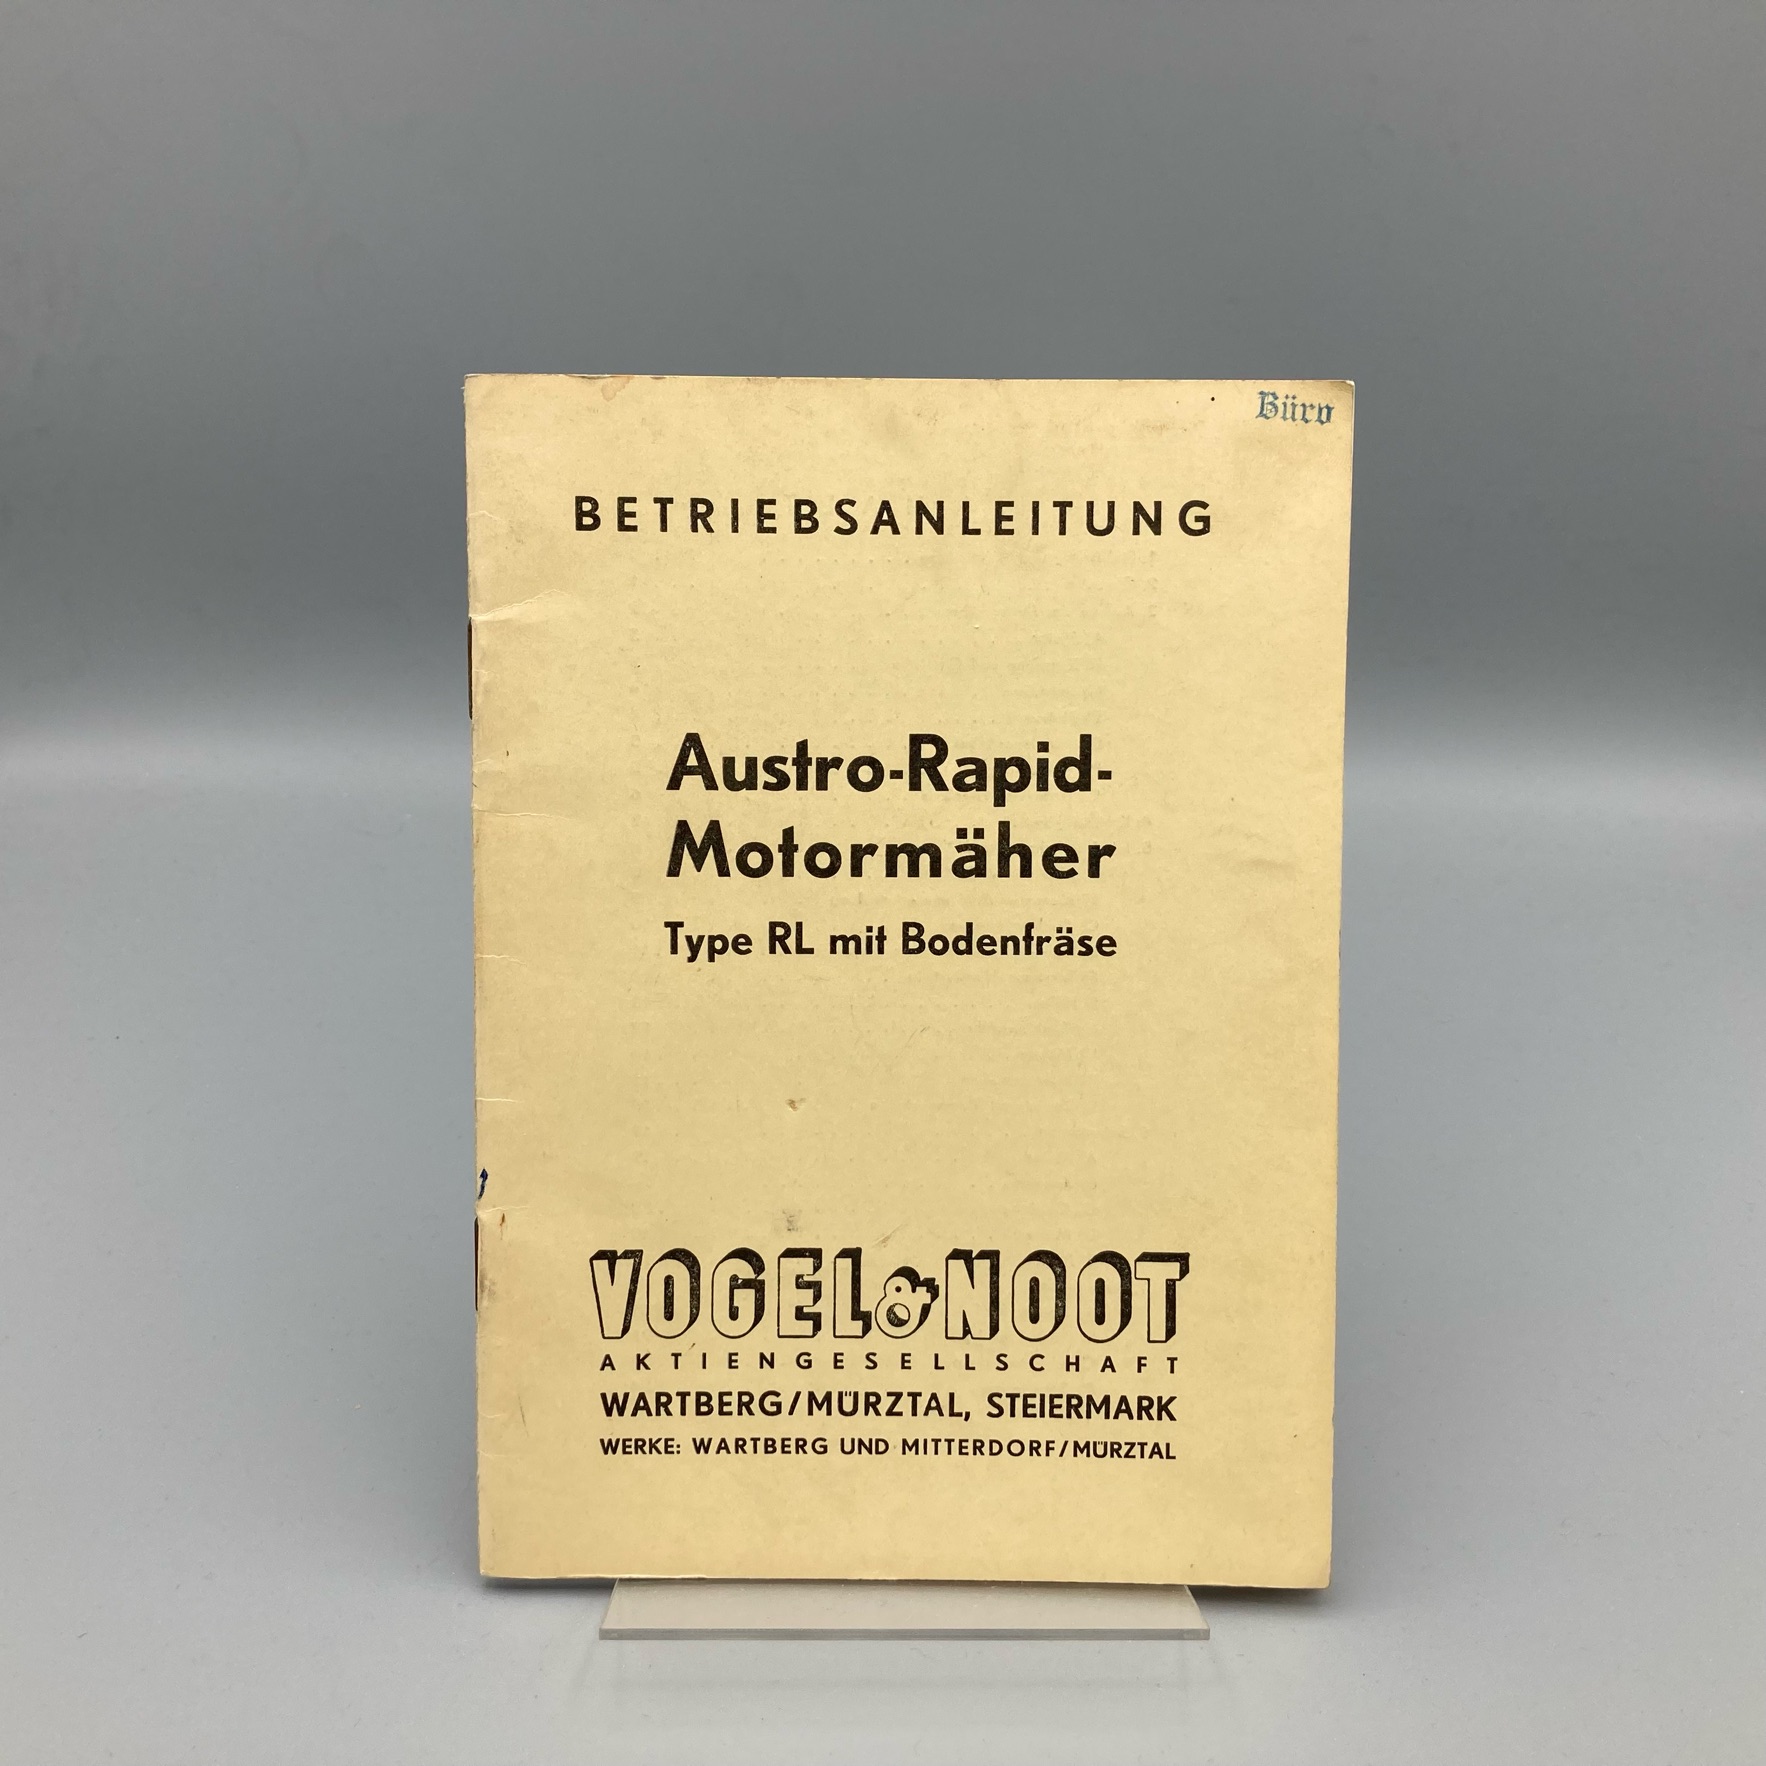 Büro
BETRIEBSANLEITUNG
Austro-Rapid-
Motormäher
Type RL mit Bodenfräse
VOGEL&NOOT
AKTIENGESELLSCHAFT
WARTBERG/MÜRZTAL, STEIERMARK
WERKE: WARTBERG UND MITTERDORF/MÜRZTAL